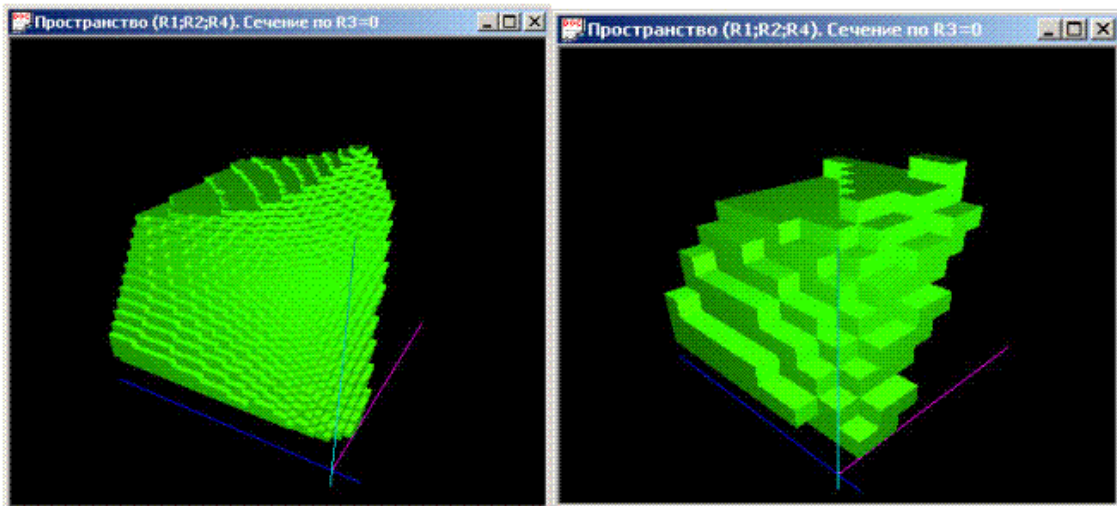 Пространство (R1;R2;R4). Сечение по R3=0
Пространство (R1;R2;R4). Сечение по R3=0